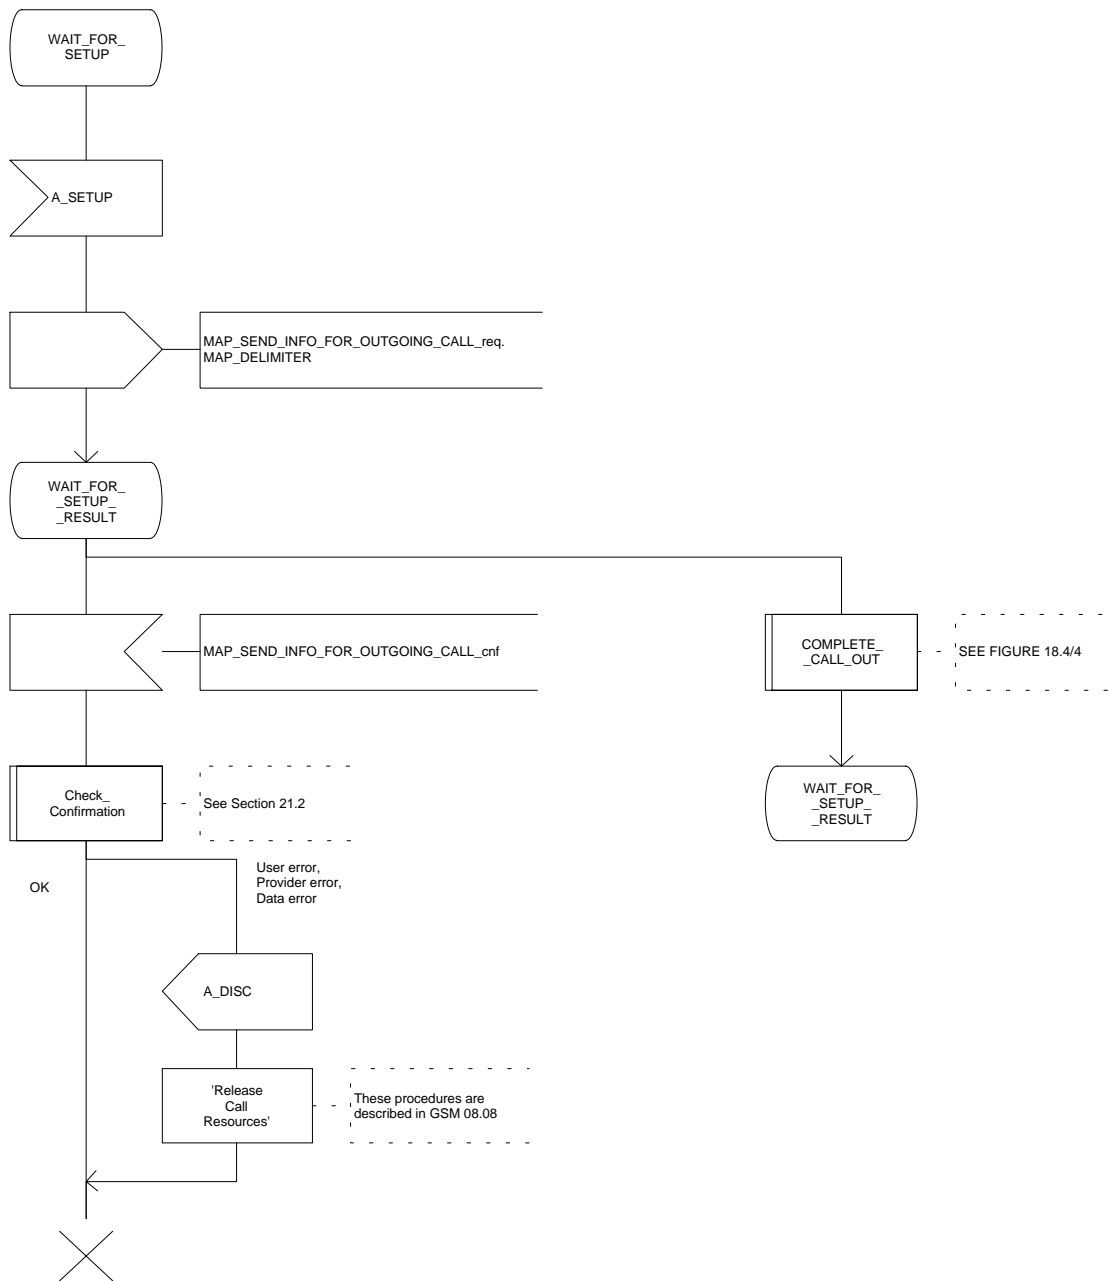 WAIT_FOR_
SETUP
A_SETUP
MAP_SEND_INFO_FOR_OUTGOING_CALL_req.
MAP_DELIMITER
WAIT_FOR_
_SETUP_
_RESULT
MAP_SEND_INFO_FOR_OUTGOING_CALL_cnf
COMPLETE_
_CALL_OUT
SEE FIGURE 18.4/4
Check_
Confirmation
See Section 21.2
WAIT_FOR_
_SETUP_
_RESULT
OK
User error,
Provider error,
Data error
A_DISC
'Release
Call
Resources'
These procedures are
described in GSM 08.08